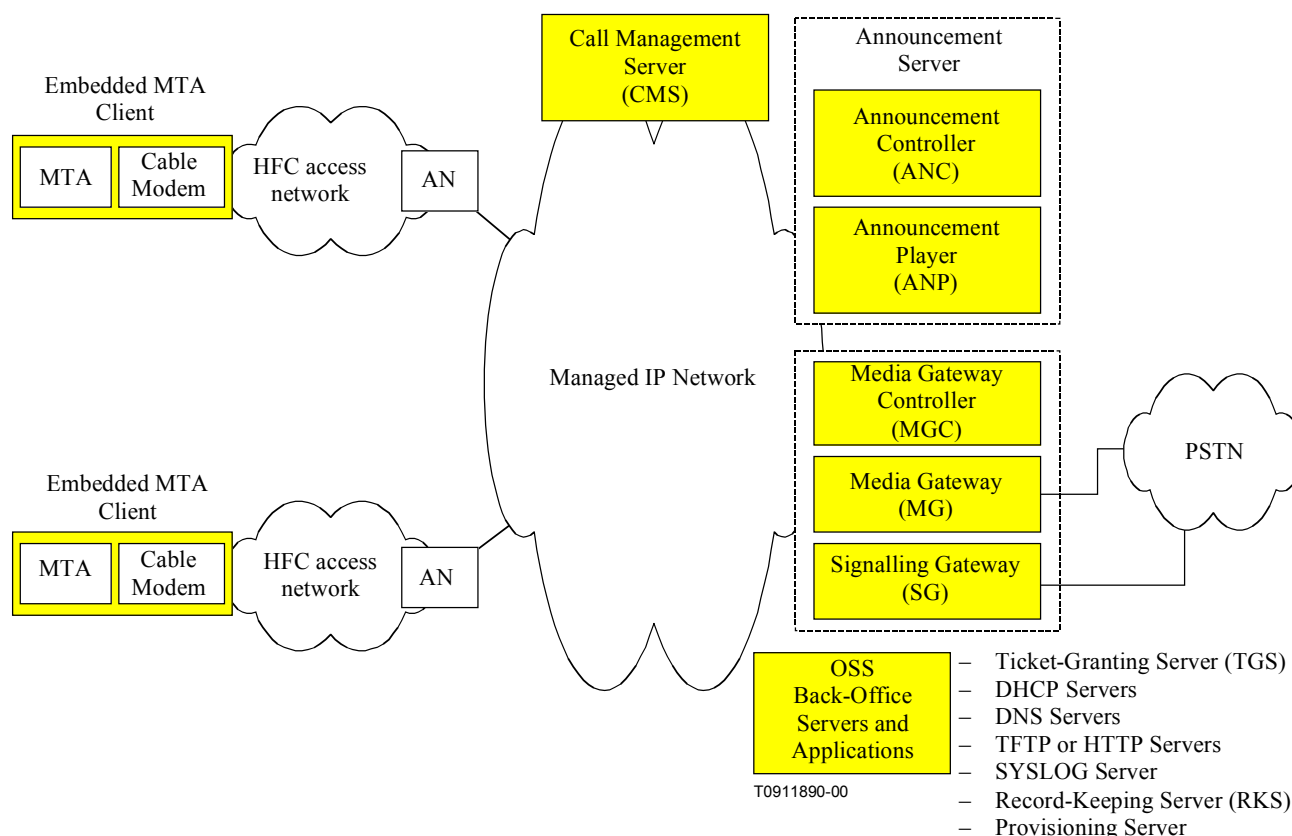 Call Management
Server
(CMS)
Announcement
Server
Announcement
Controller
(ANC)
Announcement
Player
(ANP)
Embedded MTA
Client
MTA
Cable
Modem
HFC access
network
AN
Managed IP Network
Media Gateway
Controller
(MGC)
Media Gateway
(MG)
Signalling Gateway
(SG)
PSTN
Embedded MTA
Client
MTA
Cable
Modem
HFC access
network
AN
OSS
Back-Office
Servers and
Applications
– Ticket-Granting Server (TGS)
– DHCP Servers
– DNS Servers
– TFTP or HTTP Servers
– SYSLOG Server
– Record-Keeping Server (RKS)
– Provisioning Server
T0911890-00